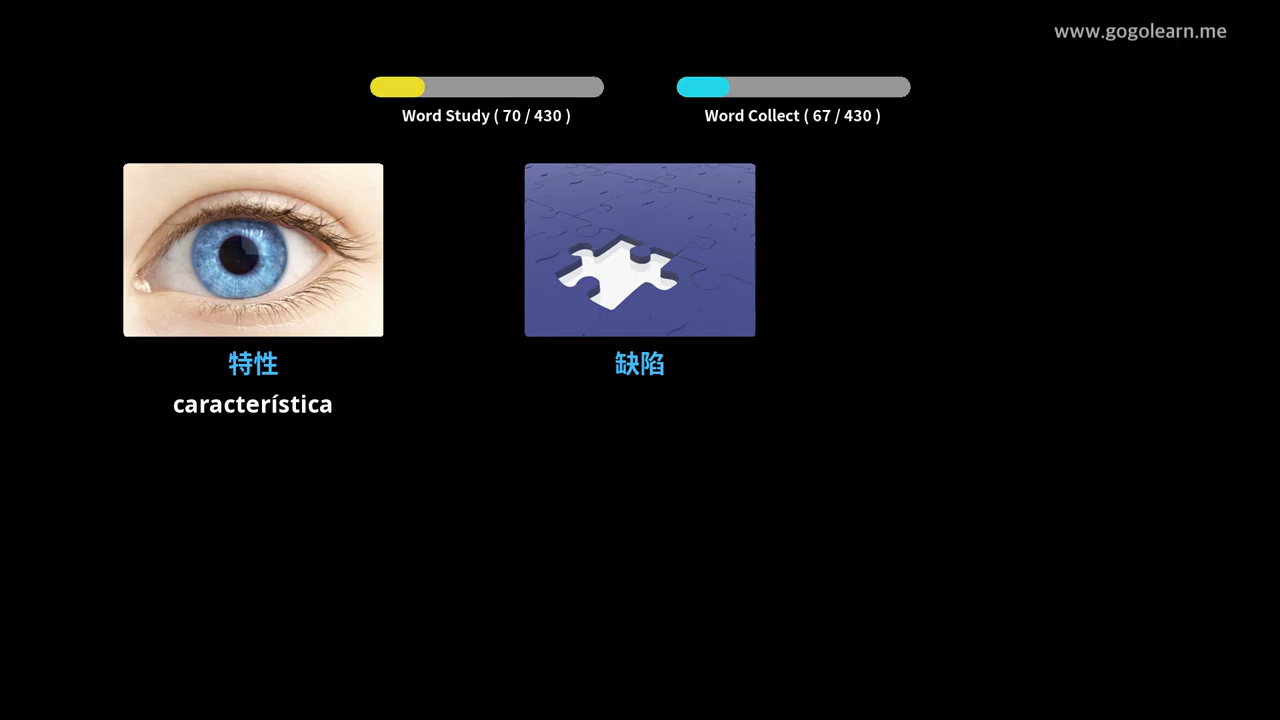 www.gogolearn.me
Word Study ( 70 / 430 )
Word Collect ( 67 / 430 )
特性
característica
缺陷